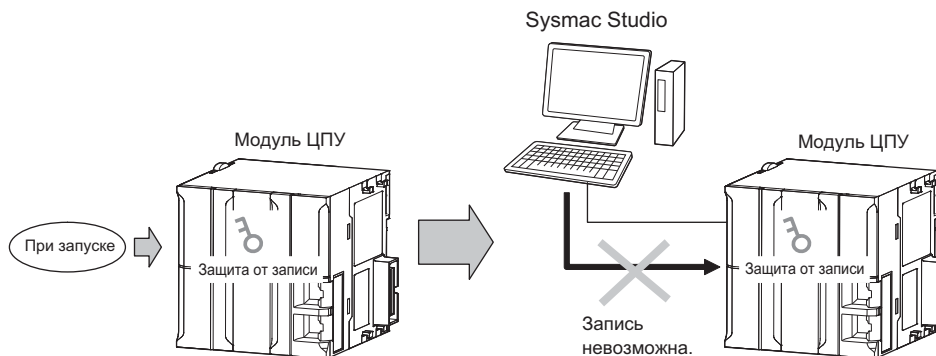 Sysmac Studio
Модуль ЦПУ
Модуль ЦПУ
При запуске
Защита от записи
Защита от записи
Запись
невозможна.